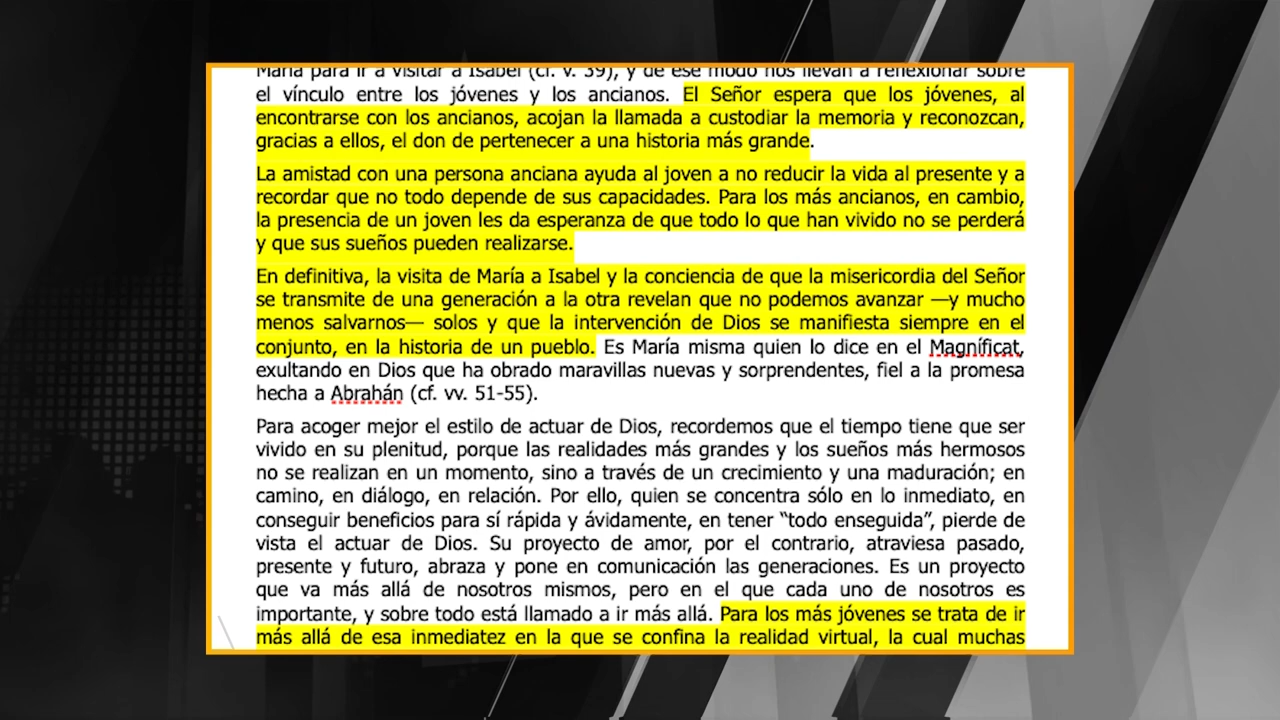 María para ir a visitar a Isabel (cf. v. 39), y de ese modo nos llevan a reflexionar sobre
el vínculo entre los jóvenes y los ancianos. El Señor espera que los jóvenes, al
encontrarse con los ancianos, acojan la llamada a custodiar la memoria y reconozcan,
gracias a ellos, el don de pertenecer a una historia más grande.
La amistad con una persona anciana ayuda al joven a no reducir la vida al presente y a
recordar que no todo depende de sus capacidades. Para los más ancianos, en cambio,
la presencia de un joven les da esperanza de que todo lo que han vivido no se perderá
y que sus sueños pueden realizarse.
En definitiva, la visita de María a Isabel y la conciencia de que la misericordia del Señor
se transmite de una generación a la otra revelan que no podemos avanzar —y mucho
menos salvarnos— solos y que la intervención de Dios se manifiesta siempre en el
conjunto, en la historia de un pueblo. Es María misma quien lo dice en el Magníficat,
exultando en Dios que ha obrado maravillas nuevas y sorprendentes, fiel a la promesa
hecha a Abrahán (cf. vv. 51-55).
Para acoger mejor el estilo de actuar de Dios, recordemos que el tiempo tiene que ser
vivido en su plenitud, porque las realidades más grandes y los sueños más hermosos
no se realizan en un momento, sino a través de un crecimiento y una maduración; en
camino, en diálogo, en relación. Por ello, quien se concentra sólo en lo inmediato, en
conseguir beneficios para sí rápida y ávidamente, en tener “todo enseguida”, pierde de
vista el actuar de Dios. Su proyecto de amor, por el contrario, atraviesa pasado,
presente y futuro, abraza y pone en comunicación las generaciones. Es un proyecto
que va más allá de nosotros mismos, pero en el que cada uno de nosotros es
importante, y sobre todo está llamado a ir más allá. Para los más jóvenes se trata de ir
más allá de esa inmediatez en la que se confina la realidad virtual, la cual muchas